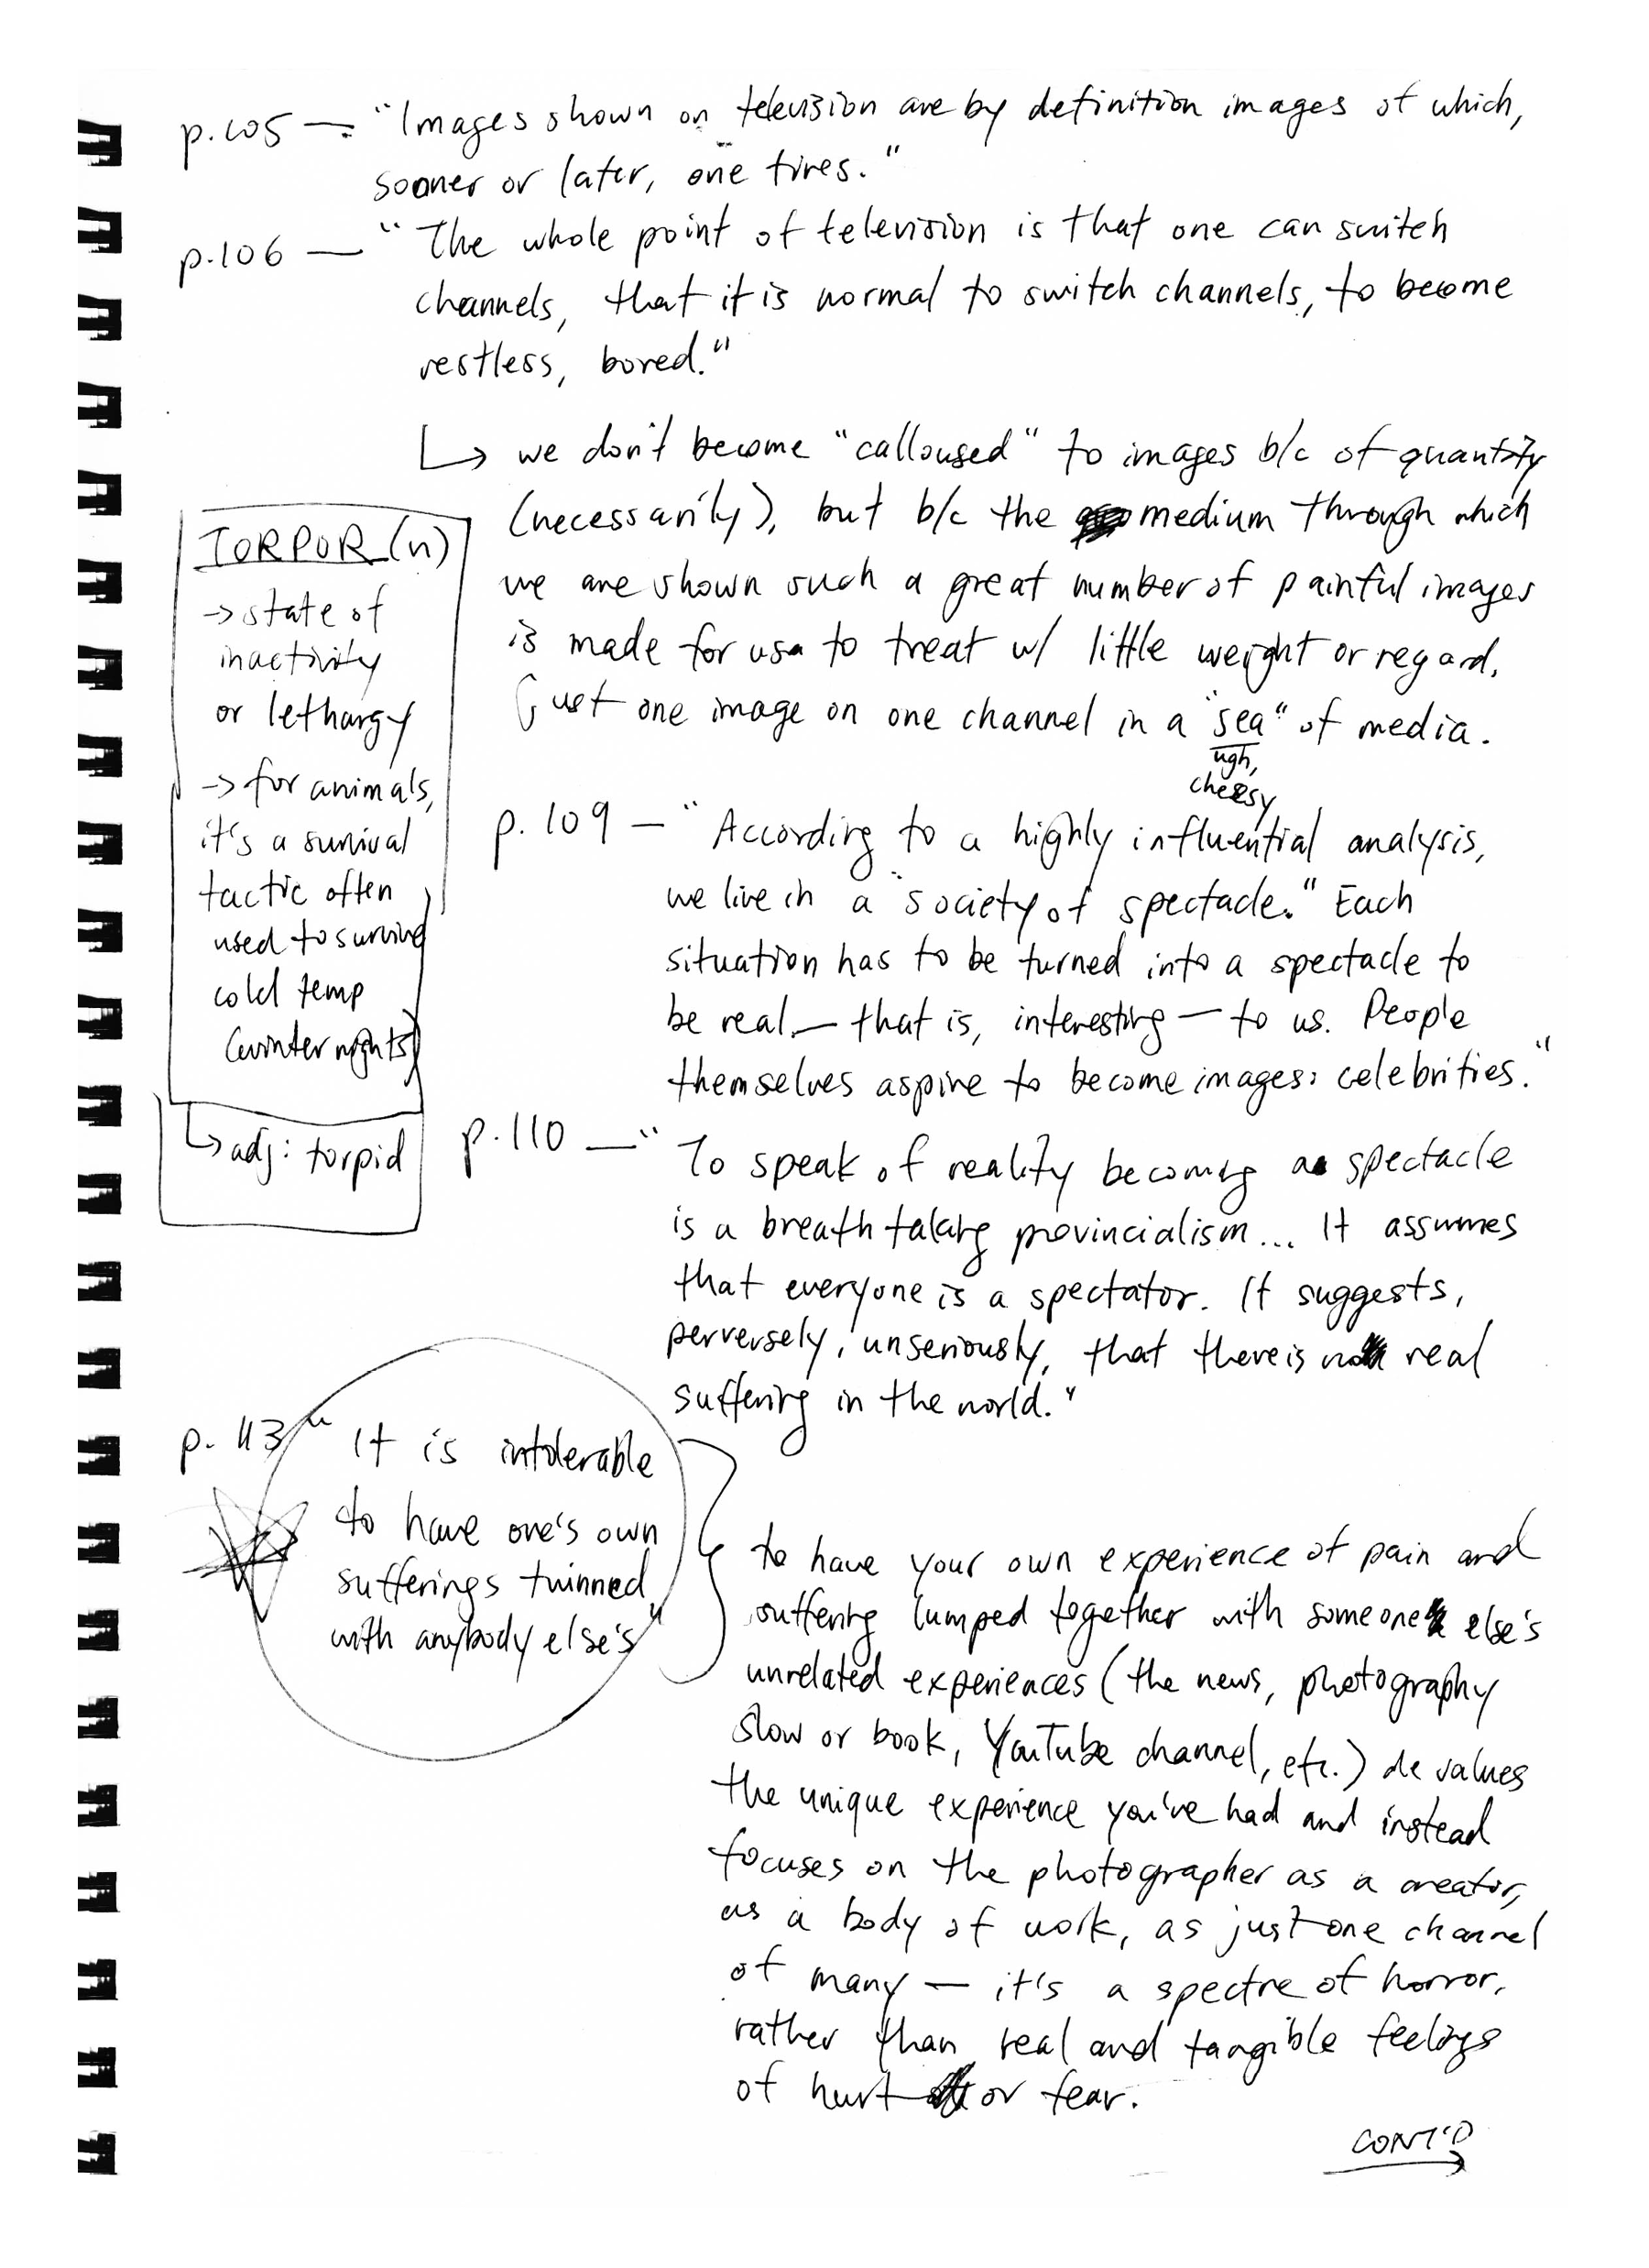 p.105 — "Images shown on television are by definition images of which,
sooner or later, one tires."
p.106 — "The whole point of television is that one can switch
channels, that it is normal to switch channels, to become
restless, bored."
↳ we don't become "calloused" to images b/c of quantity
(necessarily), but b/c the medium through which
we are shown such a great number of painful images
is made for us to treat w/ little weight or regard.
Just one image on one channel in a "sea" of media.
ugh,
cheesy
TORPOR (n)
→ state of
inactivity
or lethargy
→ for animals,
it's a survival
tactic often
used to survive
cold temp
(winter nights)
↳ adj: torpid
p. 109 — "According to a highly influential analysis,
we live in a "society of spectacle." Each
situation has to be turned into a spectacle to
be real — that is, interesting — to us. People
themselves aspire to become images: celebrities."
p.110 — "To speak of reality becoming a spectacle
is a breathtaking provincialism... It assumes
that everyone is a spectator. It suggests,
perversely, unseriously, that there is no real
suffering in the world."
p. 113 "It is intolerable
to have one's own
sufferings twinned
with anybody else's"
to have your own experience of pain and
suffering lumped together with someone else's
unrelated experiences (the news, photography
slow or book, YouTube channel, etc.) devalues
the unique experience you've had and instead
focuses on the photographer as a creator,
as a body of work, as just one channel
of many — it's a spectre of horror,
rather than real and tangible feelings
of hurt or fear.
CONT'D